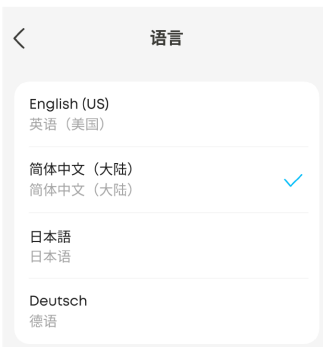 语言
English (US)
英语（美国）
简体中文（大陆）
简体中文（大陆）
日本語
日本语
Deutsch
德语